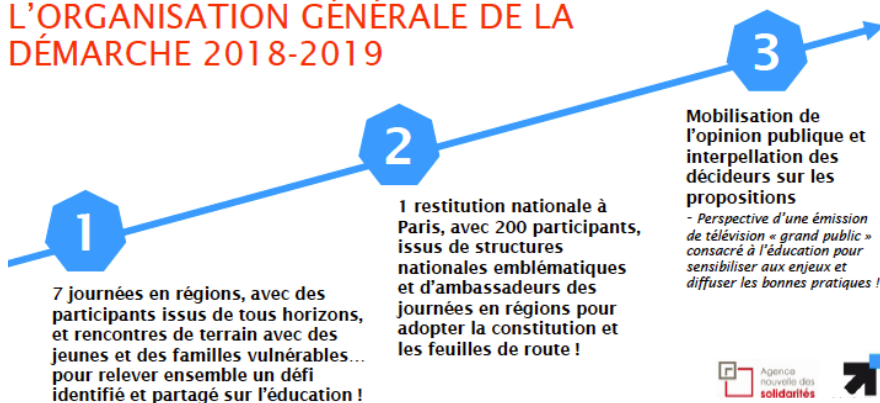 L'ORGANISATION GÉNÉRALE DE LA
DÉMARCHE 2018-2019
1
7 journées en régions, avec des
participants issus de tous horizons,
et rencontres de terrain avec des
jeunes et des familles vulnérables...
pour relever ensemble un défi
identifié et partagé sur l'éducation !
2
1 restitution nationale à
Paris, avec 200 participants,
issus de structures
nationales emblématiques
et d'ambassadeurs des
journées en régions pour
adopter la constitution et
les feuilles de route !
3
Mobilisation de
l'opinion publique et
interpellation des
décideurs sur les
propositions
- Perspective d'une émission
de télévision « grand public »
consacré à l'éducation pour
sensibiliser aux enjeux et
diffuser les bonnes pratiques !
Agence
nouvelle des
solidarités